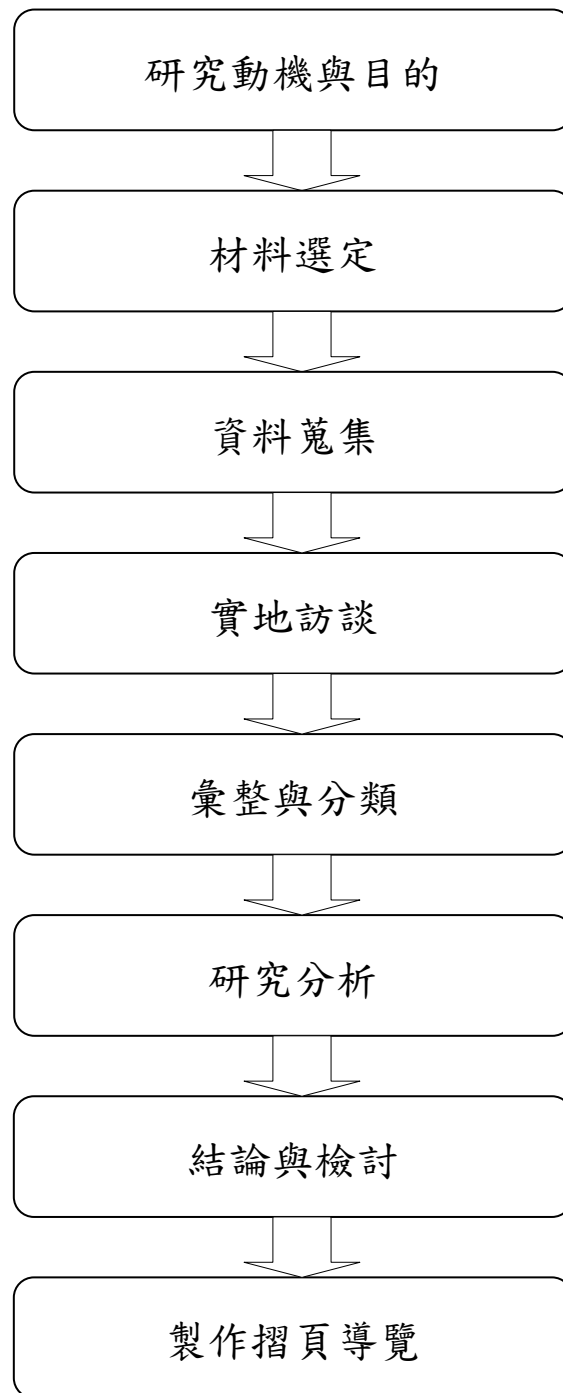 研究動機與目的
材料選定
資料蒐集
實地訪談
彙整與分類
研究分析
結論與檢討
製作摺頁導覽